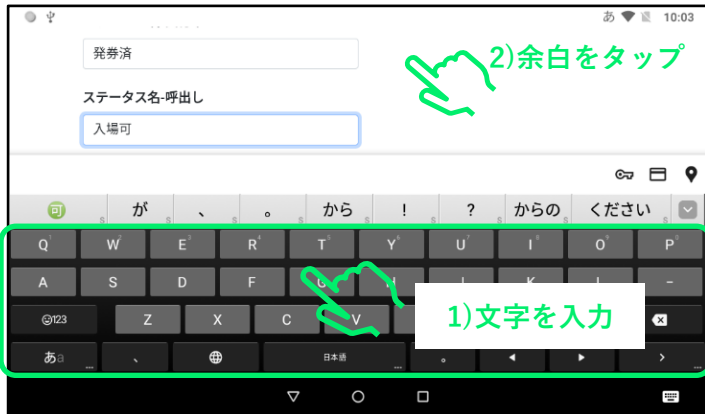 あ 10:03
発券済
2)余白をタップ
ステータス名-呼出し
入場可
可 が 、 。 から ! ? からの ください
Q W E R T Y U I O P
A S D F G H J K L -
☺123 Z X C V
1)文字を入力
あa 、 日本語 。 ◀ ▶ >